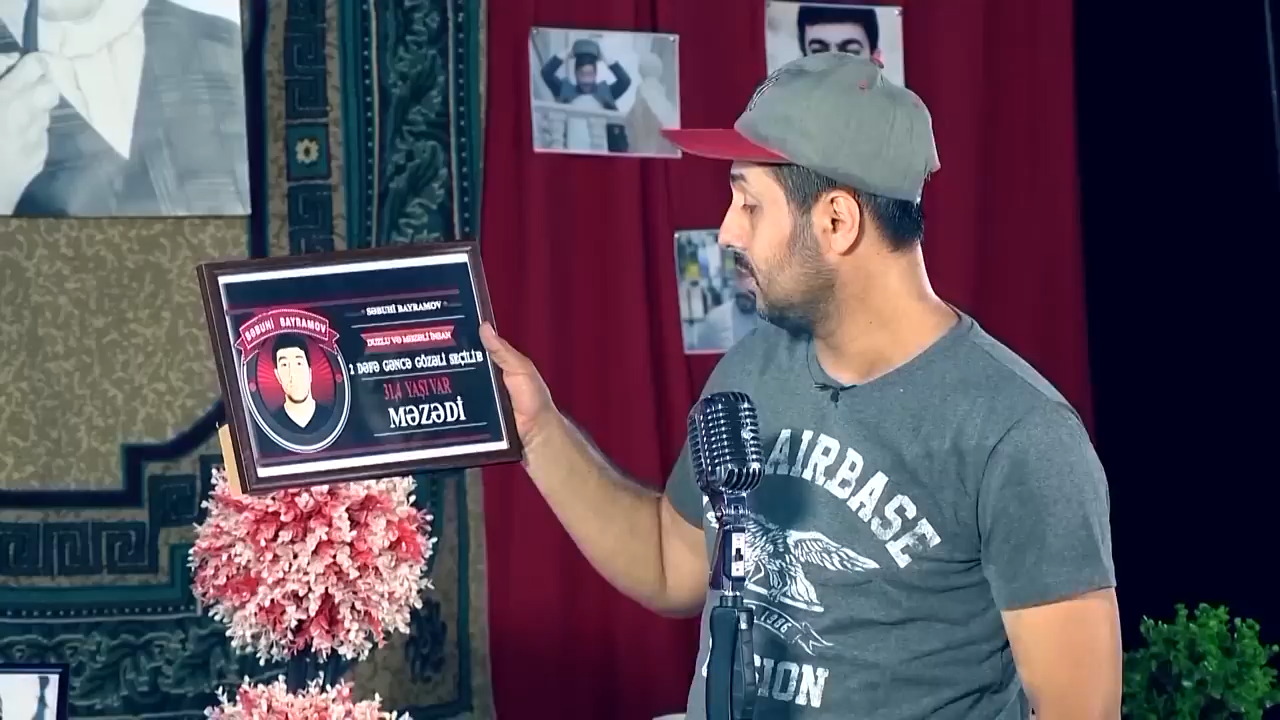 SƏBUHİ BAYRAMOV
SƏBUHİ BAYRAMOV
DUZLU VƏ MƏZƏLİ İNSAN
2 DƏFƏ GƏNCƏ GÖZƏLİ SEÇİLİB
31,4 YAŞI VAR
MƏZƏDİ
AIRBASE
1986